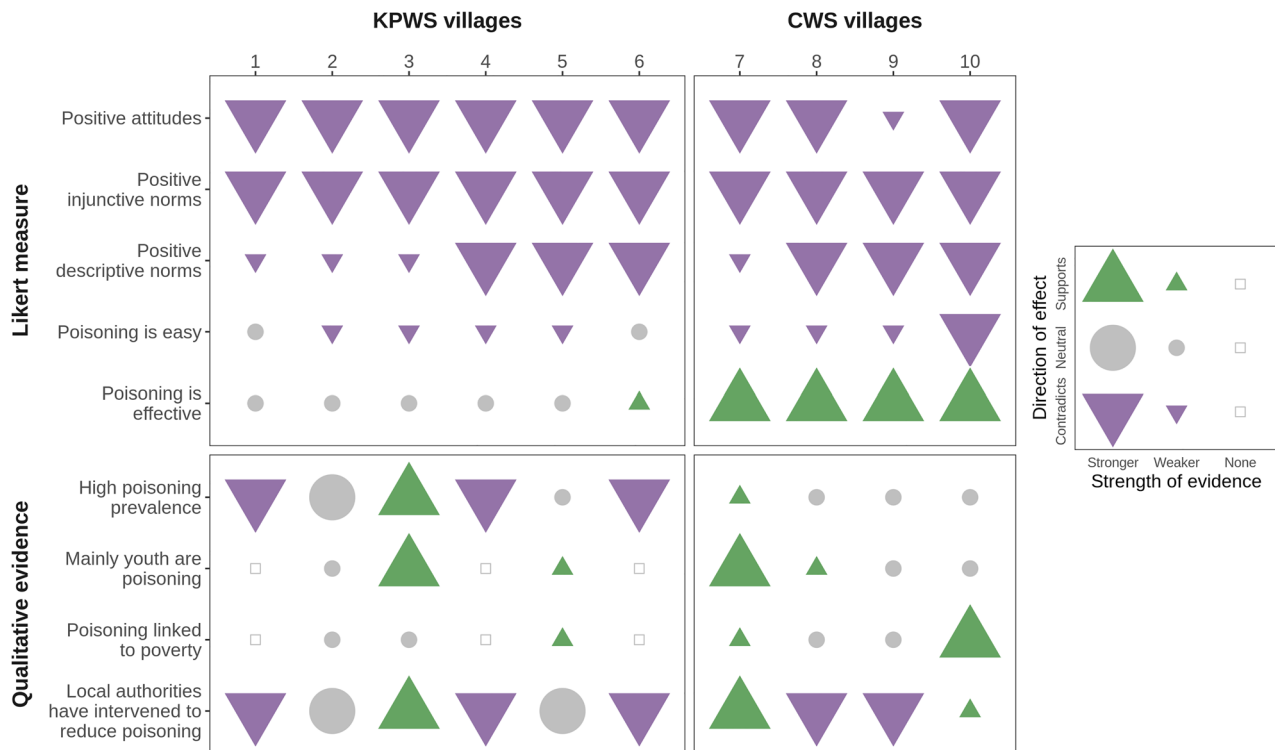 KPWS villages
CWS villages
1 2 3 4 5 6 7 8 9 10
Likert measure
Positive attitudes
Positive
injunctive norms
Positive
descriptive norms
Poisoning is easy
Poisoning is
effective
Qualitative evidence
High poisoning
prevalence
Mainly youth are
poisoning
Poisoning linked
to poverty
Local authorities
have intervened to
reduce poisoning
Direction of effect
Supports
Neutral
Contradicts
Stronger Weaker None
Strength of evidence